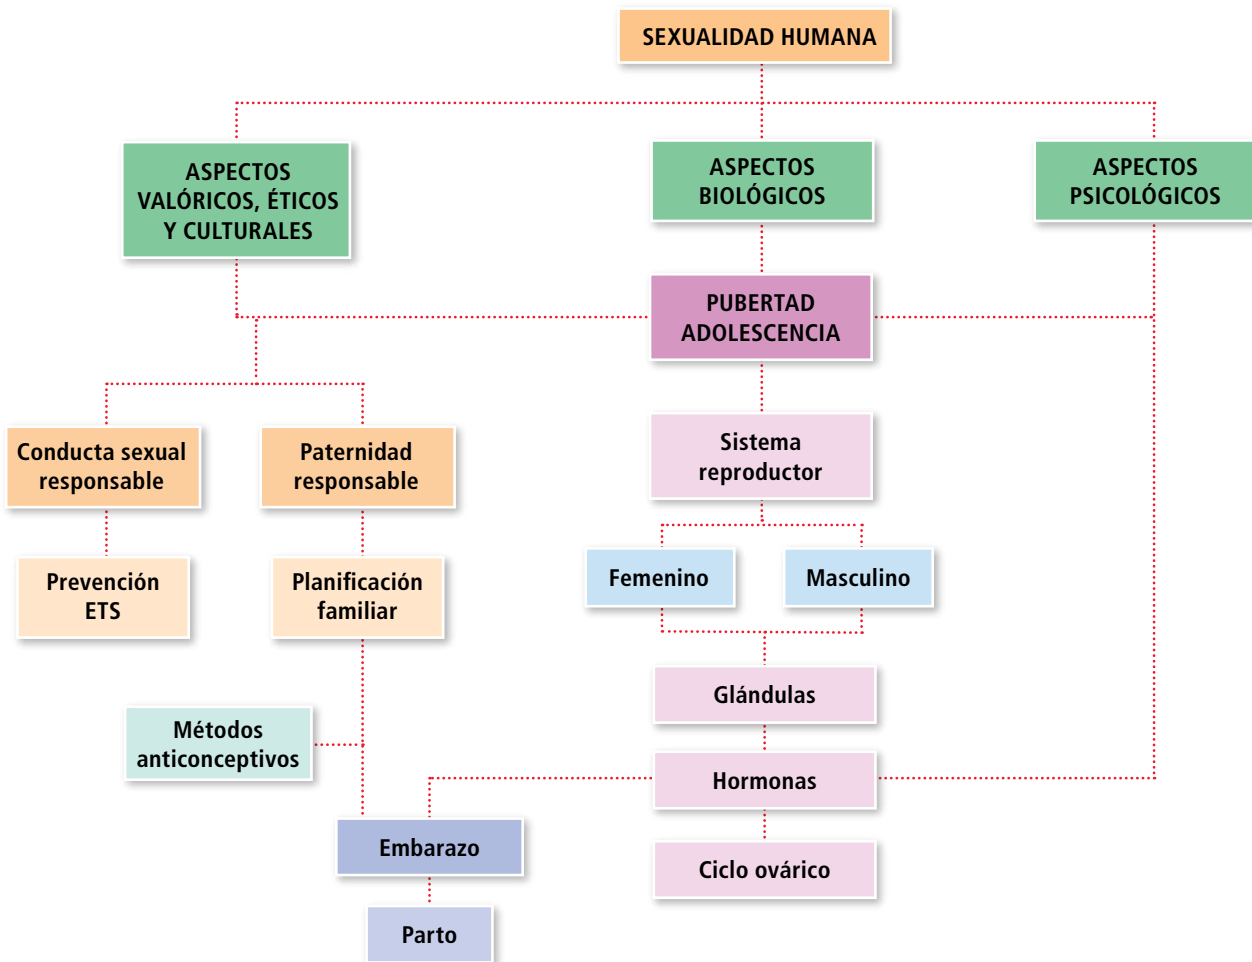 SEXUALIDAD HUMANA
ASPECTOS
VALÓRICOS, ÉTICOS
Y CULTURALES
ASPECTOS
BIOLÓGICOS
ASPECTOS
PSICOLÓGICOS
PUBERTAD
ADOLESCENCIA
Conducta sexual
responsable
Paternidad
responsable
Sistema
reproductor
Prevención
ETS
Planificación
familiar
Femenino
Masculino
Glándulas
Métodos
anticonceptivos
Hormonas
Embarazo
Ciclo ovárico
Parto